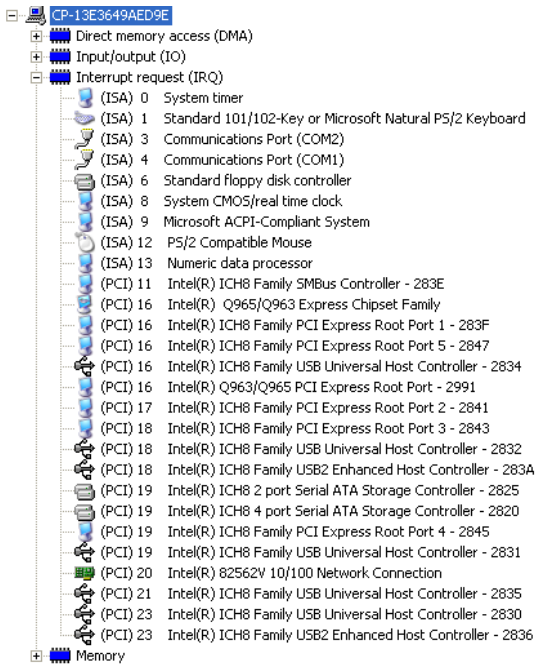 CP-13E3649AED9E
Direct memory access (DMA)
Input/output (IO)
Interrupt request (IRQ)
(ISA) 0 System timer
(ISA) 1 Standard 101/102-Key or Microsoft Natural PS/2 Keyboard
(ISA) 3 Communications Port (COM2)
(ISA) 4 Communications Port (COM1)
(ISA) 6 Standard floppy disk controller
(ISA) 8 System CMOS/real time clock
(ISA) 9 Microsoft ACPI-Compliant System
(ISA) 12 PS/2 Compatible Mouse
(ISA) 13 Numeric data processor
(PCI) 11 Intel(R) ICH8 Family SMBus Controller - 283E
(PCI) 16 Intel(R) Q965/Q963 Express Chipset Family
(PCI) 16 Intel(R) ICH8 Family PCI Express Root Port 1 - 283F
(PCI) 16 Intel(R) ICH8 Family PCI Express Root Port 5 - 2847
(PCI) 16 Intel(R) ICH8 Family USB Universal Host Controller - 2834
(PCI) 16 Intel(R) Q963/Q965 PCI Express Root Port - 2991
(PCI) 17 Intel(R) ICH8 Family PCI Express Root Port 2 - 2841
(PCI) 18 Intel(R) ICH8 Family PCI Express Root Port 3 - 2843
(PCI) 18 Intel(R) ICH8 Family USB Universal Host Controller - 2832
(PCI) 18 Intel(R) ICH8 Family USB2 Enhanced Host Controller - 283A
(PCI) 19 Intel(R) ICH8 2 port Serial ATA Storage Controller - 2825
(PCI) 19 Intel(R) ICH8 4 port Serial ATA Storage Controller - 2820
(PCI) 19 Intel(R) ICH8 Family PCI Express Root Port 4 - 2845
(PCI) 19 Intel(R) ICH8 Family USB Universal Host Controller - 2831
(PCI) 20 Intel(R) 82562V 10/100 Network Connection
(PCI) 21 Intel(R) ICH8 Family USB Universal Host Controller - 2835
(PCI) 23 Intel(R) ICH8 Family USB Universal Host Controller - 2830
(PCI) 23 Intel(R) ICH8 Family USB2 Enhanced Host Controller - 2836
Memory